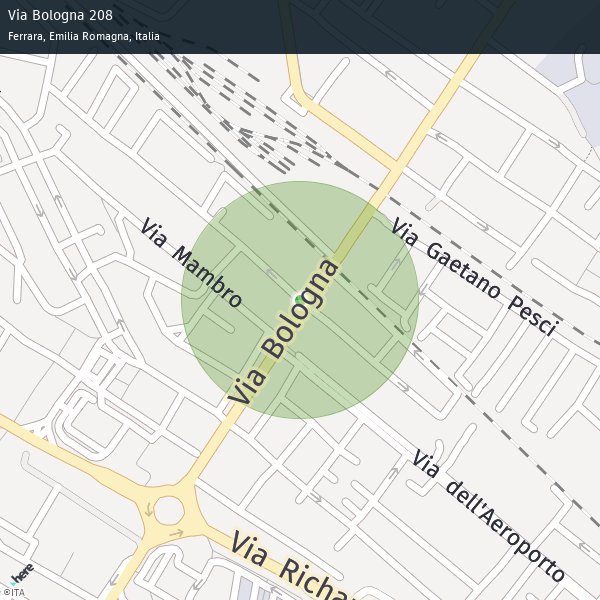 Via Bologna 208
Ferrara, Emilia Romagna, Italia
Via Gaetano Pesci
Via Mambro
Via Bologna
Via dell'Aeroporto
Via Richa
here
©ITA